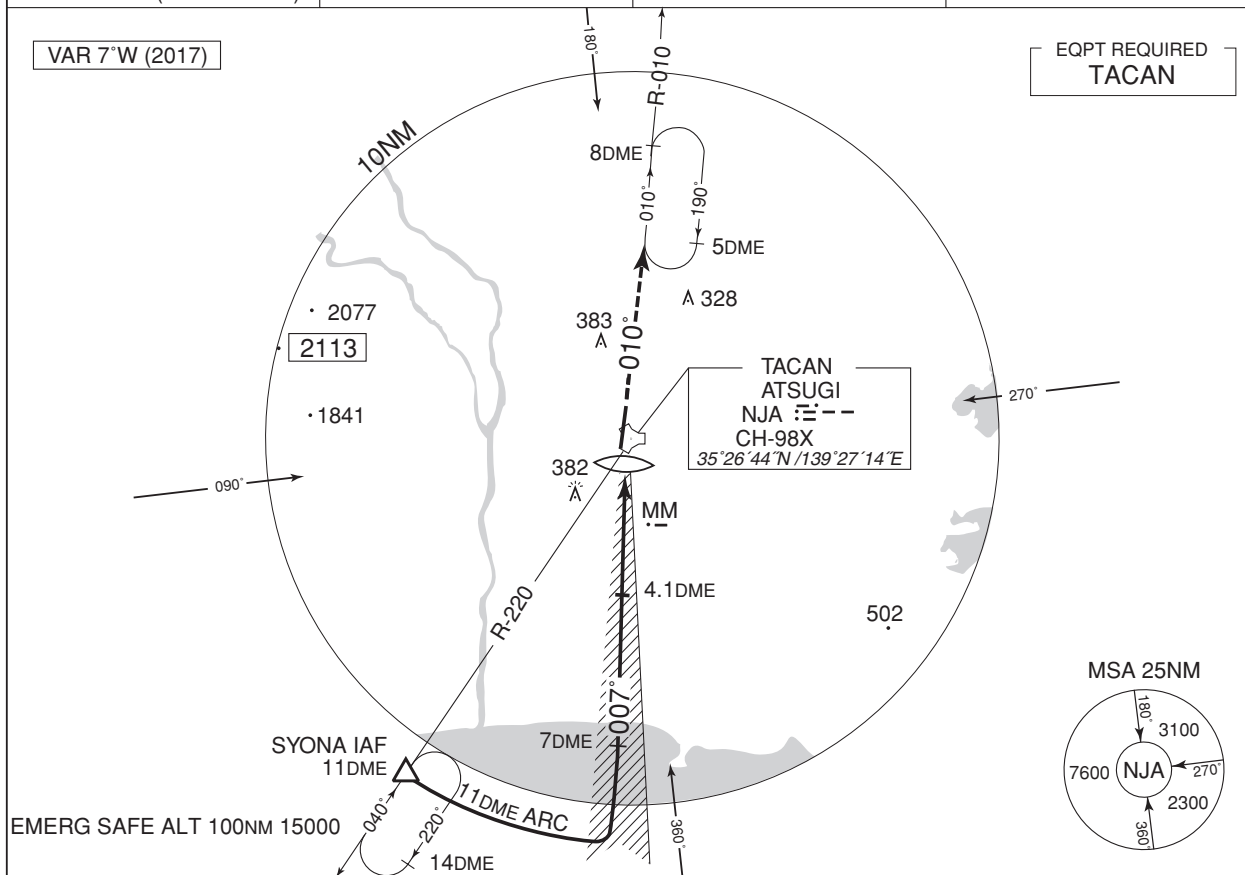 VAR 7°W (2017)
EQPT REQUIRED
TACAN
180°
R-010
10NM
8DME
010°
190°
5DME
2077
2113
1841
383
328
010°
TACAN
ATSUGI
NJA
CH-98X
35°26´44˝N /139°27´14˝E
270°
090°
382
MM
4.1DME
R-220
502
007°
7DME
SYONA IAF
11DME
11DME ARC
040°
220°
14DME
360°
EMERG SAFE ALT 100NM 15000
MSA 25NM
180°
3100
7600
NJA
270°
2300
360°